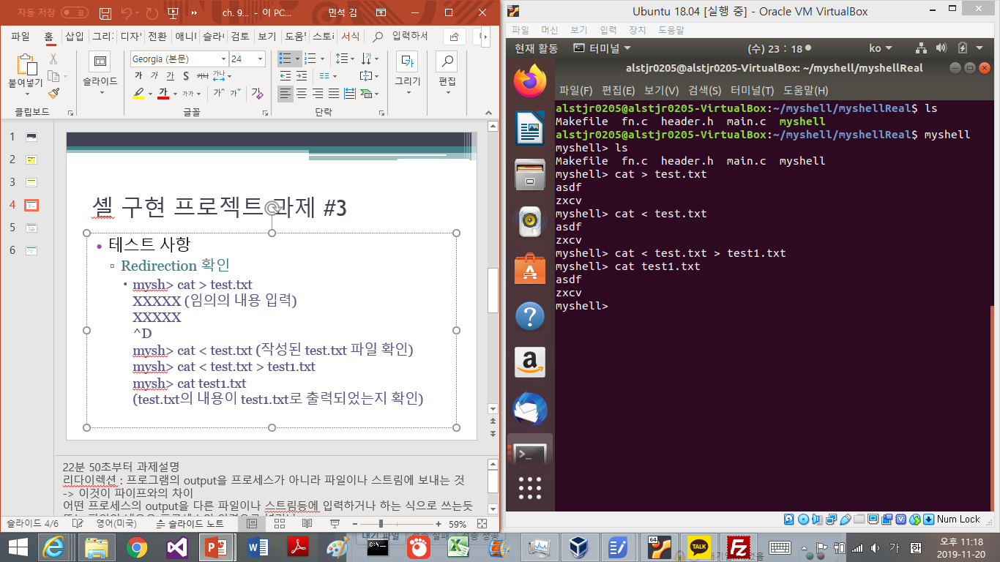 자동 저장
ch. 9... - 이 PC...
민석 김
파일 홈 삽입 그리기 디자인 전환 애니메 슬라이 검토 보기 도움말 스토리 서식 입력하서
붙여넣기
클립보드
슬라이드
Georgia (본문) 24
가 가 가 S abc 가나
가 가 가가 가 가
글꼴
단락
그리기
편집
1
2
3
4
5
6
셸 구현 프로젝트 과제 #3
테스트 사항
Redirection 확인
mysh> cat > test.txt
XXXXX (임의의 내용 입력)
XXXXX
^D
mysh> cat < test.txt (작성된 test.txt 파일 확인)
mysh> cat < test.txt > test1.txt
mysh> cat test1.txt
(test.txt의 내용이 test1.txt로 출력되었는지 확인)
22분 50초부터 과제설명
리다이렉션 : 프로그램의 output을 프로세스가 아니라 파일이나 스트림에 보내는 것
-> 이것이 파이프와의 차이
어떤 프로세스의 output을 다른 파일이나 스트림등에 입력하거나 하는 식으로 쓰는듯
슬라이드 4/6 영어(미국) 슬라이드 노트 59%
Ubuntu 18.04 [실행 중] - Oracle VM VirtualBox
파일 머신 보기 입력 장치 도움말
현재 활동 터미널 (수) 23 : 18 ko
alstjr0205@alstjr0205-VirtualBox: ~/myshell/myshellReal
파일(F) 편집(E) 보기(V) 검색(S) 터미널(T) 도움말(H)
alstjr0205@alstjr0205-VirtualBox:~/myshell/myshellReal$ ls
Makefile fn.c header.h main.c myshell
alstjr0205@alstjr0205-VirtualBox:~/myshell/myshellReal$ myshell
myshell> ls
Makefile fn.c header.h main.c myshell
myshell> cat > test.txt
asdf
zxcv
myshell> cat < test.txt
asdf
zxcv
myshell> cat < test.txt > test1.txt
myshell> cat test1.txt
asdf
zxcv
myshell>
Num Lock
가 한
오후 11:18
2019-11-20